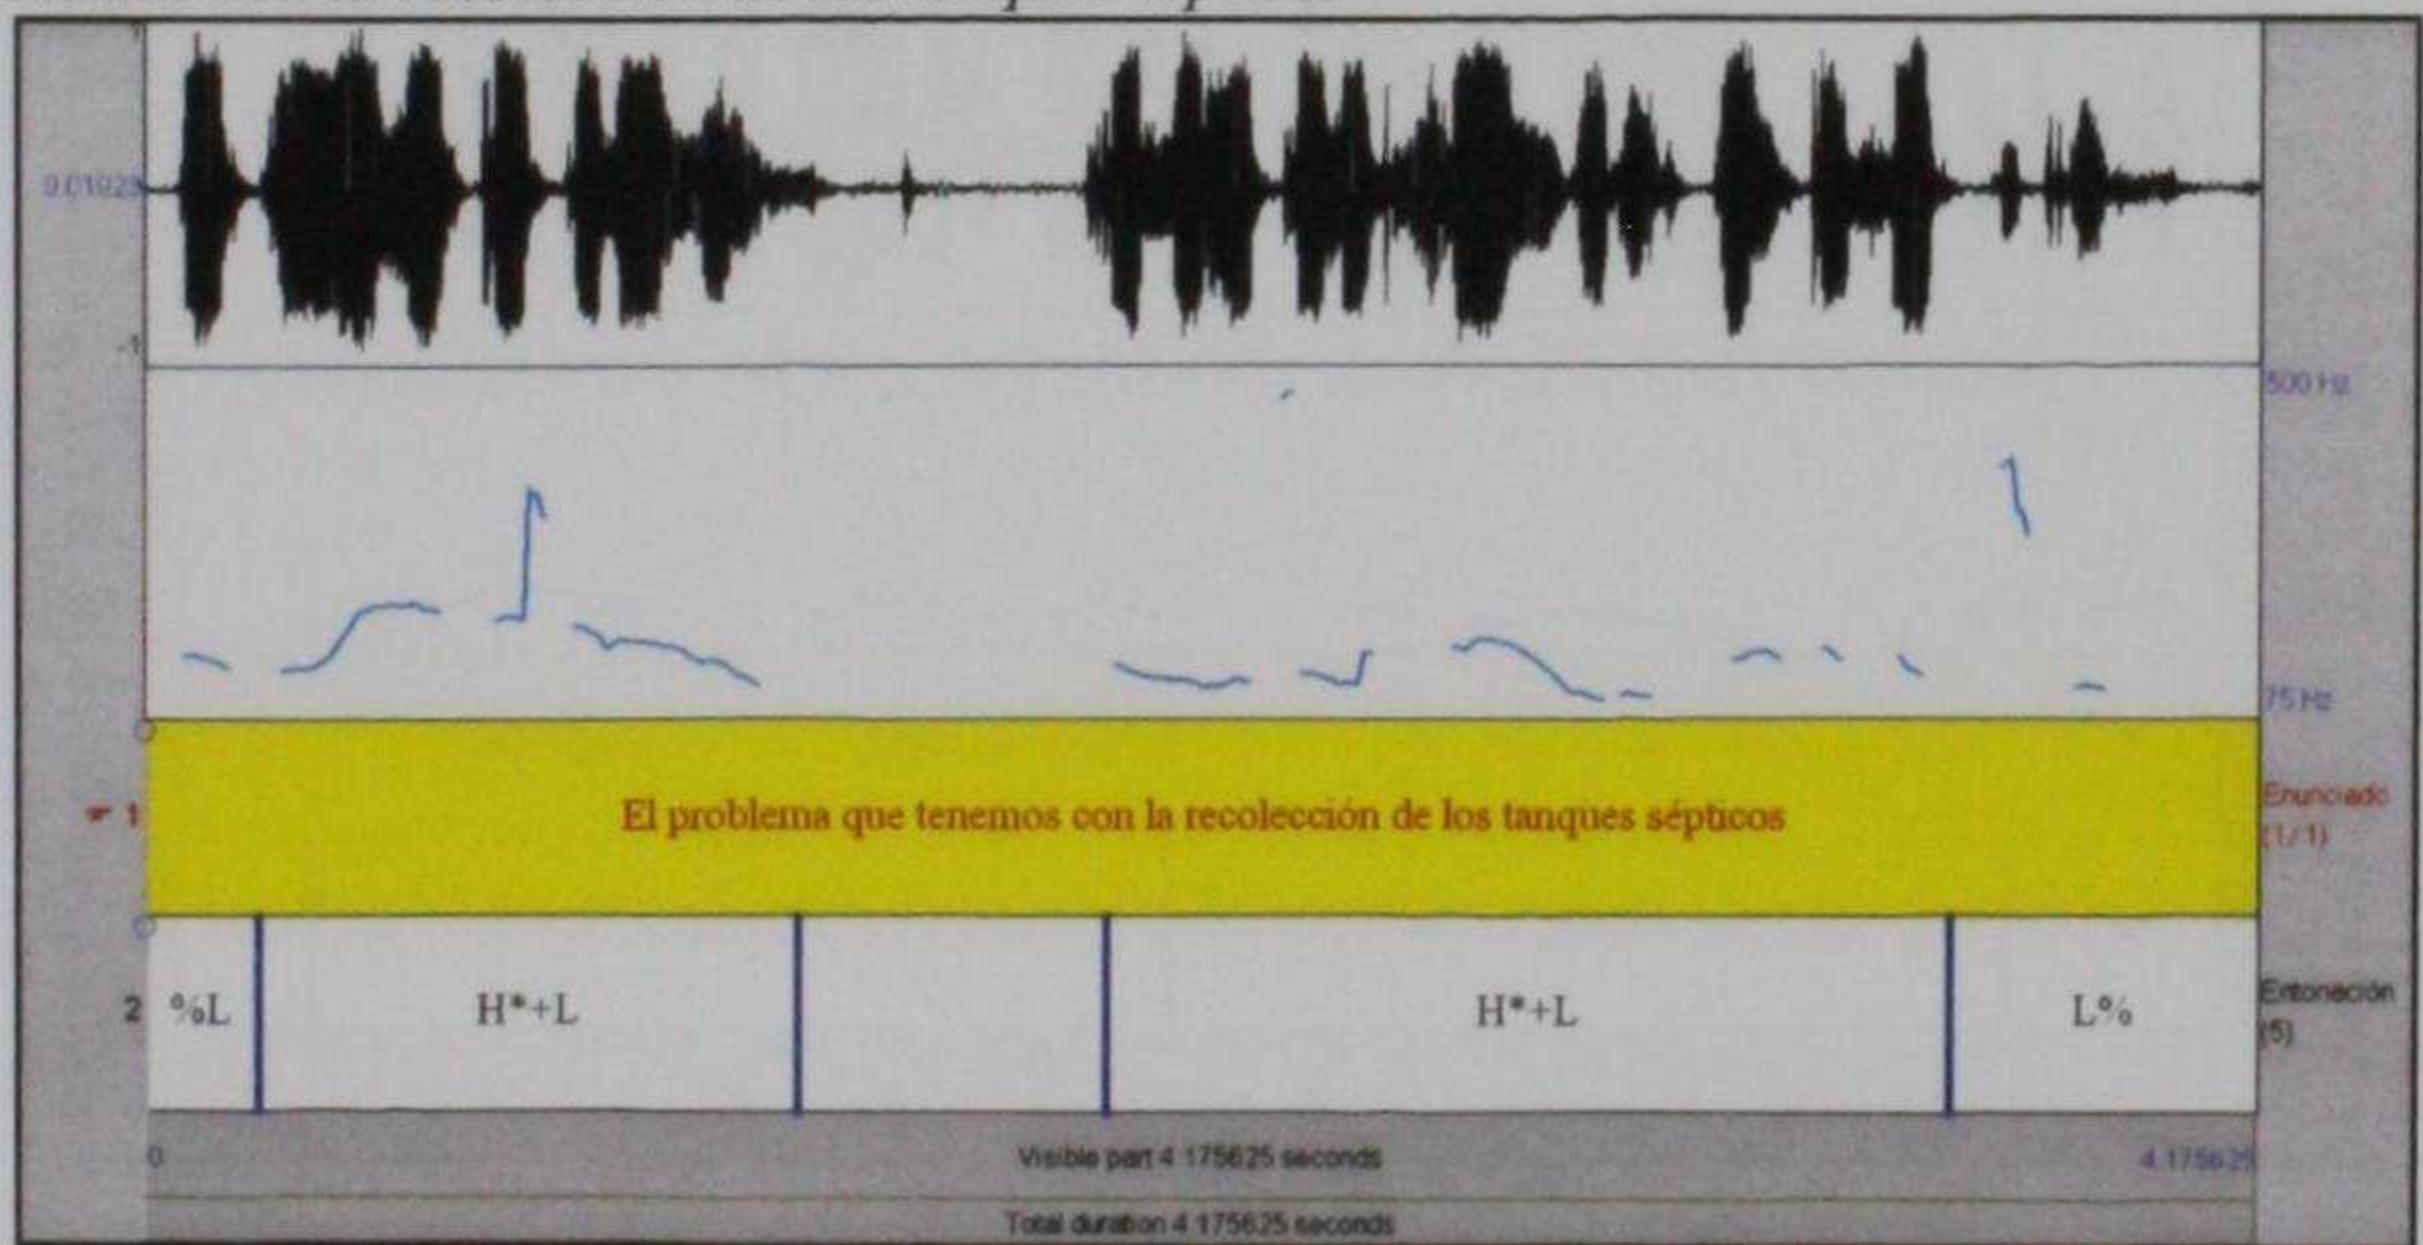 1
0.01923
-1
500 Hz
75 Hz
1
El problema que tenemos con la recolección de los tanques sépticos
Enunciado
(1/1)
2
%L
H*+L
H*+L
L%
Entonación
(5)
0
Visible part 4.175625 seconds
4.175625
Total duration 4.175625 seconds